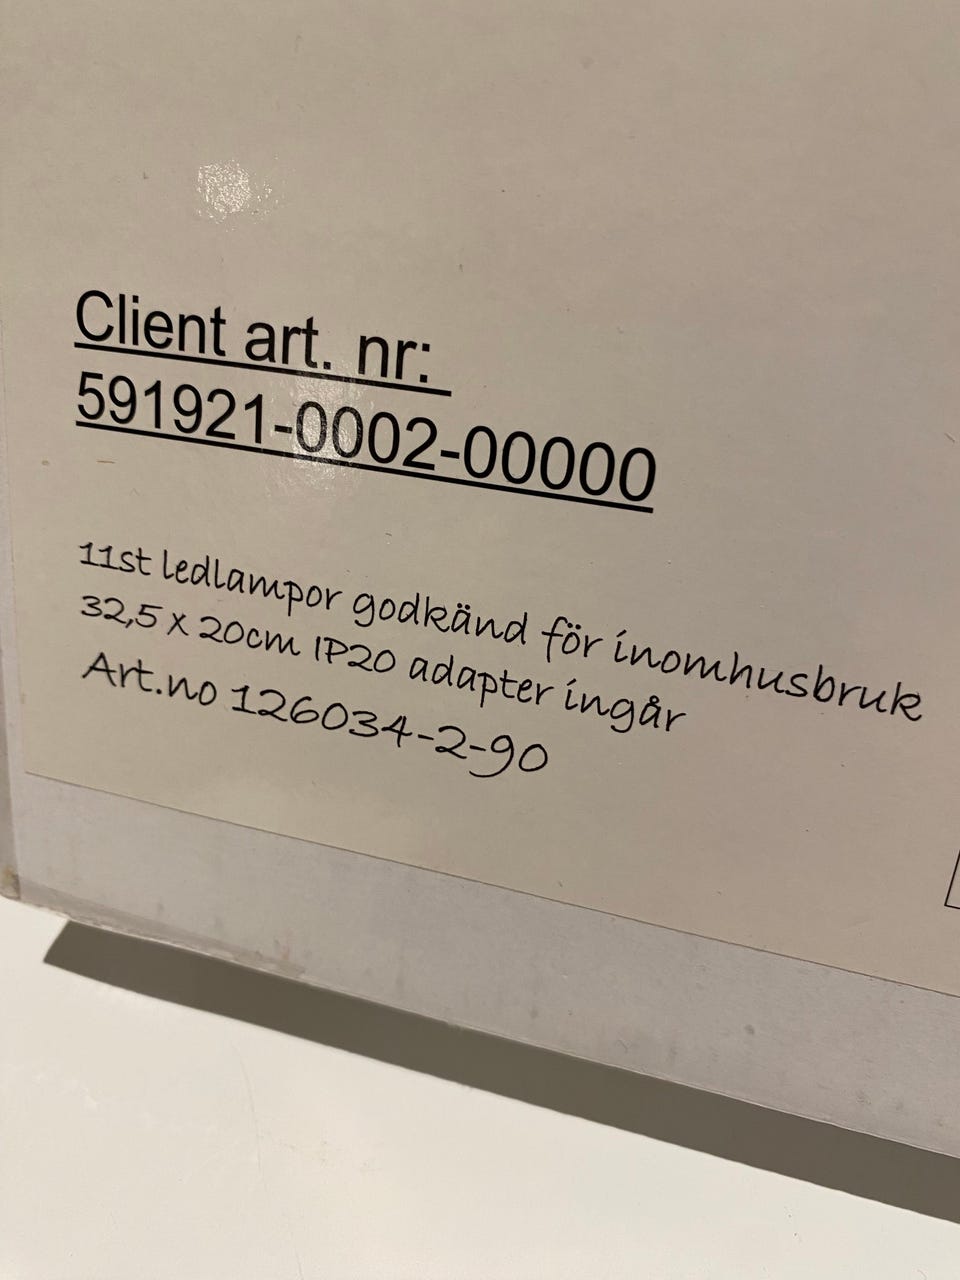 Client art. nr:
591921-0002-00000
11st ledlampor godkänd för inomhusbruk
32,5 x 20cm IP20 adapter ingår
Art.no 126034-2-90